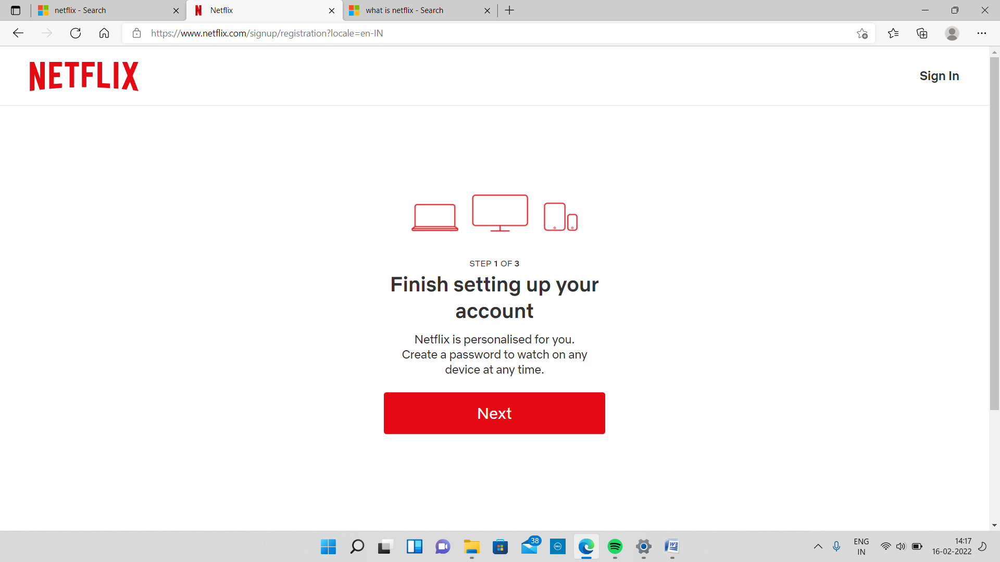 netflix - Search
Netflix
what is netflix - Search
https://www.netflix.com/signup/registration?locale=en-IN
NETFLIX
Sign In
STEP 1 OF 3
Finish setting up your
account
Netflix is personalised for you.
Create a password to watch on any
device at any time.
Next
38
DELL
ENG
IN
14:17
16-02-2022